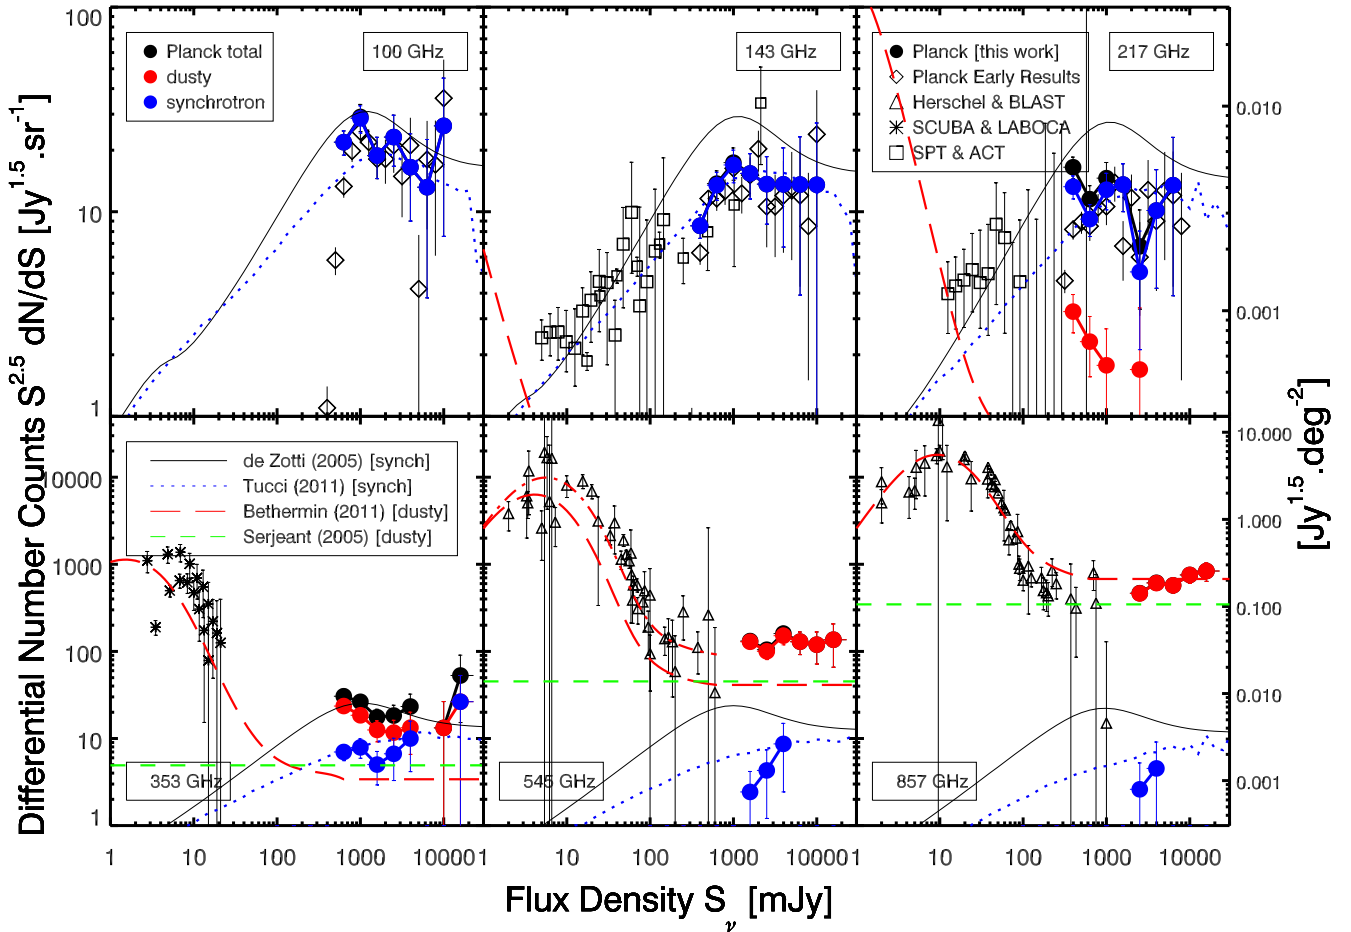 Differential Number Counts S^2.5 dN/dS [Jy^1.5.sr^-1]
100
10
1
Planck total
dusty
synchrotron
100 GHz
143 GHz
Planck [this work]
Planck Early Results
Herschel & BLAST
SCUBA & LABOCA
SPT & ACT
217 GHz
0.010
0.001
[Jy^1.5.deg^-2]
10000
1000
100
10
1
de Zotti (2005) [synch]
Tucci (2011) [synch]
Bethermin (2011) [dusty]
Serjeant (2005) [dusty]
353 GHz
545 GHz
857 GHz
10.000
1.000
0.100
0.010
0.001
1 10 100 1000 10000 1 10 100 1000 10000 1 10 100 1000 10000
Flux Density S_ν [mJy]